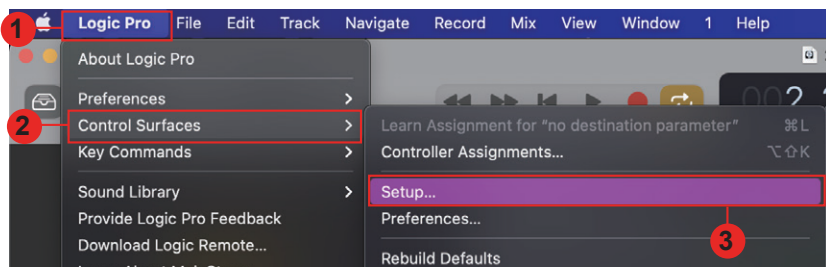 1
Logic Pro File Edit Track Navigate Record Mix View Window 1 Help
About Logic Pro
Preferences
2
Control Surfaces
Learn Assignment for “no destination parameter” ⌘L
Key Commands
Controller Assignments... ⌥⇧K
Sound Library
Setup...
Provide Logic Pro Feedback
Preferences...
3
Download Logic Remote...
Rebuild Defaults